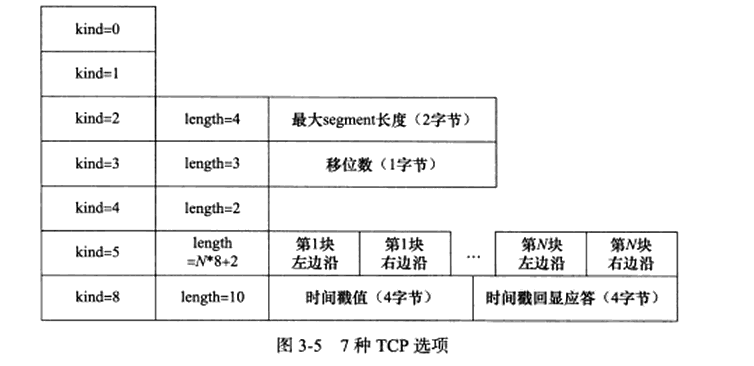 kind=0
kind=1
kind=2 length=4 最大segment长度（2字节）
kind=3 length=3 移位数（1字节）
kind=4 length=2
kind=5 length =N*8+2 第1块左边沿 第1块右边沿 … 第N块左边沿 第N块右边沿
kind=8 length=10 时间戳值（4字节） 时间戳回显应答（4字节）
图 3-5 7 种 TCP 选项